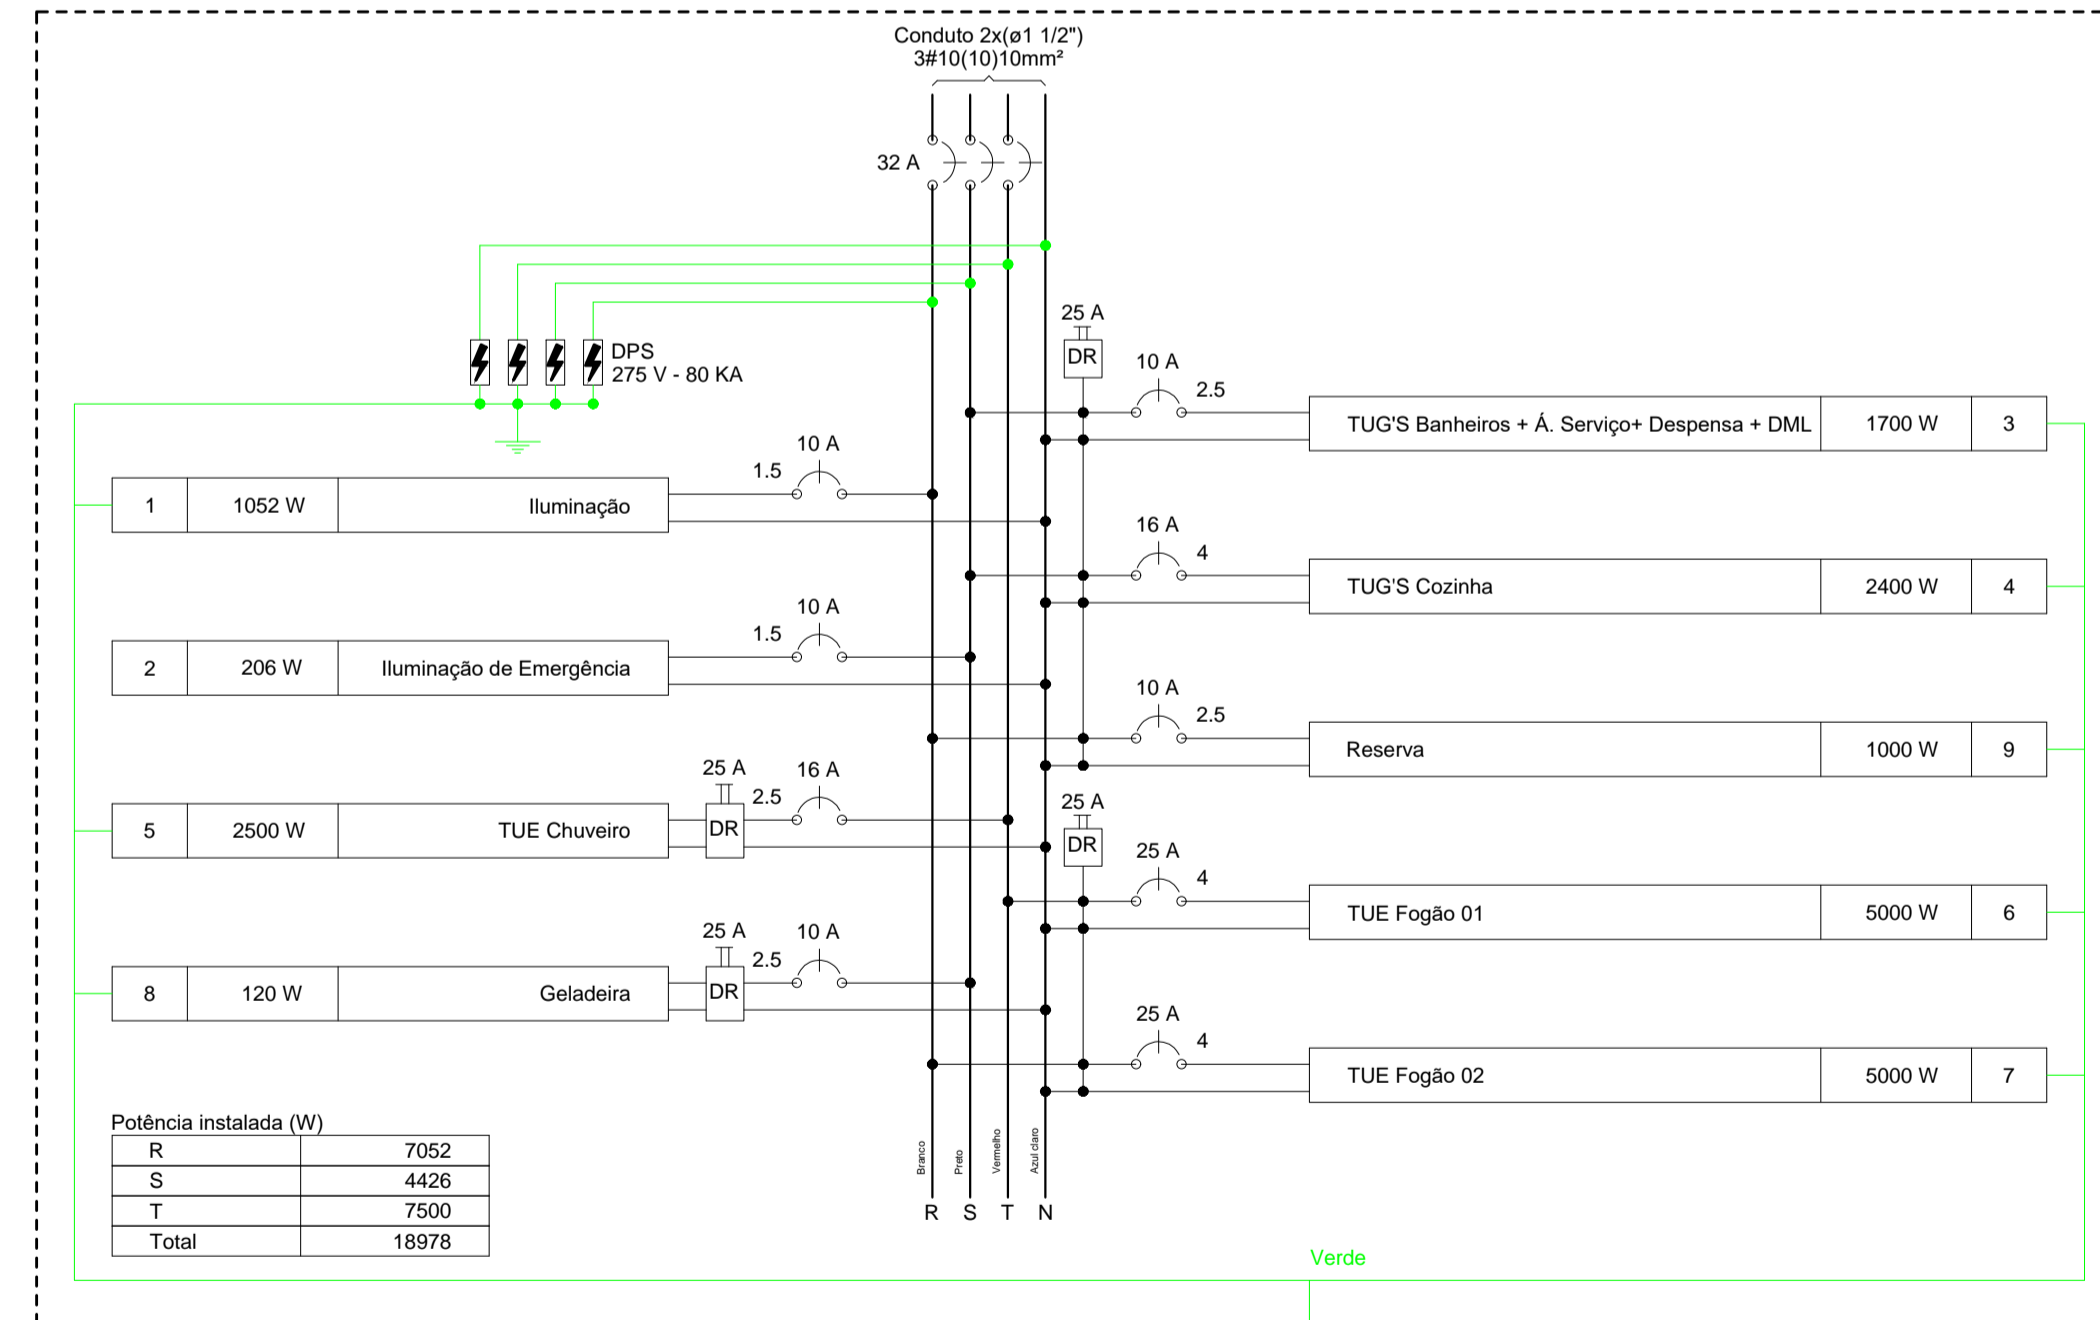 Conduto 2x(ø1 1/2")
3#10(10)10mm²
32 A
DPS
275 V - 80 KA
25 A
DR
10 A
2.5
TUG'S Banheiros + Á. Serviço+ Despensa + DML 1700 W 3
10 A
1.5
1 1052 W Iluminação
16 A
4
TUG'S Cozinha 2400 W 4
10 A
1.5
2 206 W Iluminação de Emergência
10 A
2.5
Reserva 1000 W 9
25 A
16 A
2.5
DR
5 2500 W TUE Chuveiro
25 A
DR
25 A
4
TUE Fogão 01 5000 W 6
25 A
10 A
2.5
DR
8 120 W Geladeira
25 A
4
TUE Fogão 02 5000 W 7
Potência instalada (W)
R 7052
S 4426
T 7500
Total 18978
Branco
Preto
Vermelho
Azul claro
R S T N
Verde